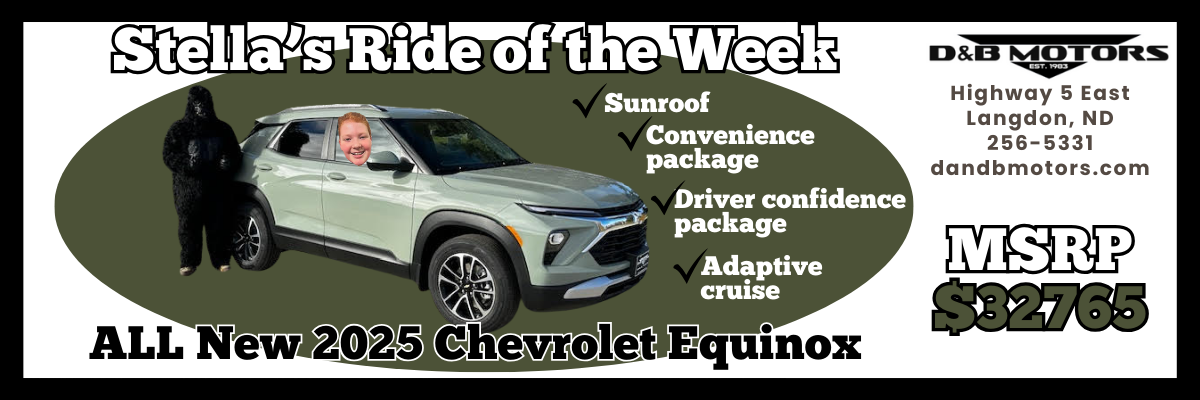 Stella's Ride of the Week
Sunroof
Convenience
package
Driver confidence
package
Adaptive
cruise
ALL New 2025 Chevrolet Equinox
D&B MOTORS
EST. 1983
Highway 5 East
Langdon, ND
256-5331
dandbmotors.com
MSRP
$32765